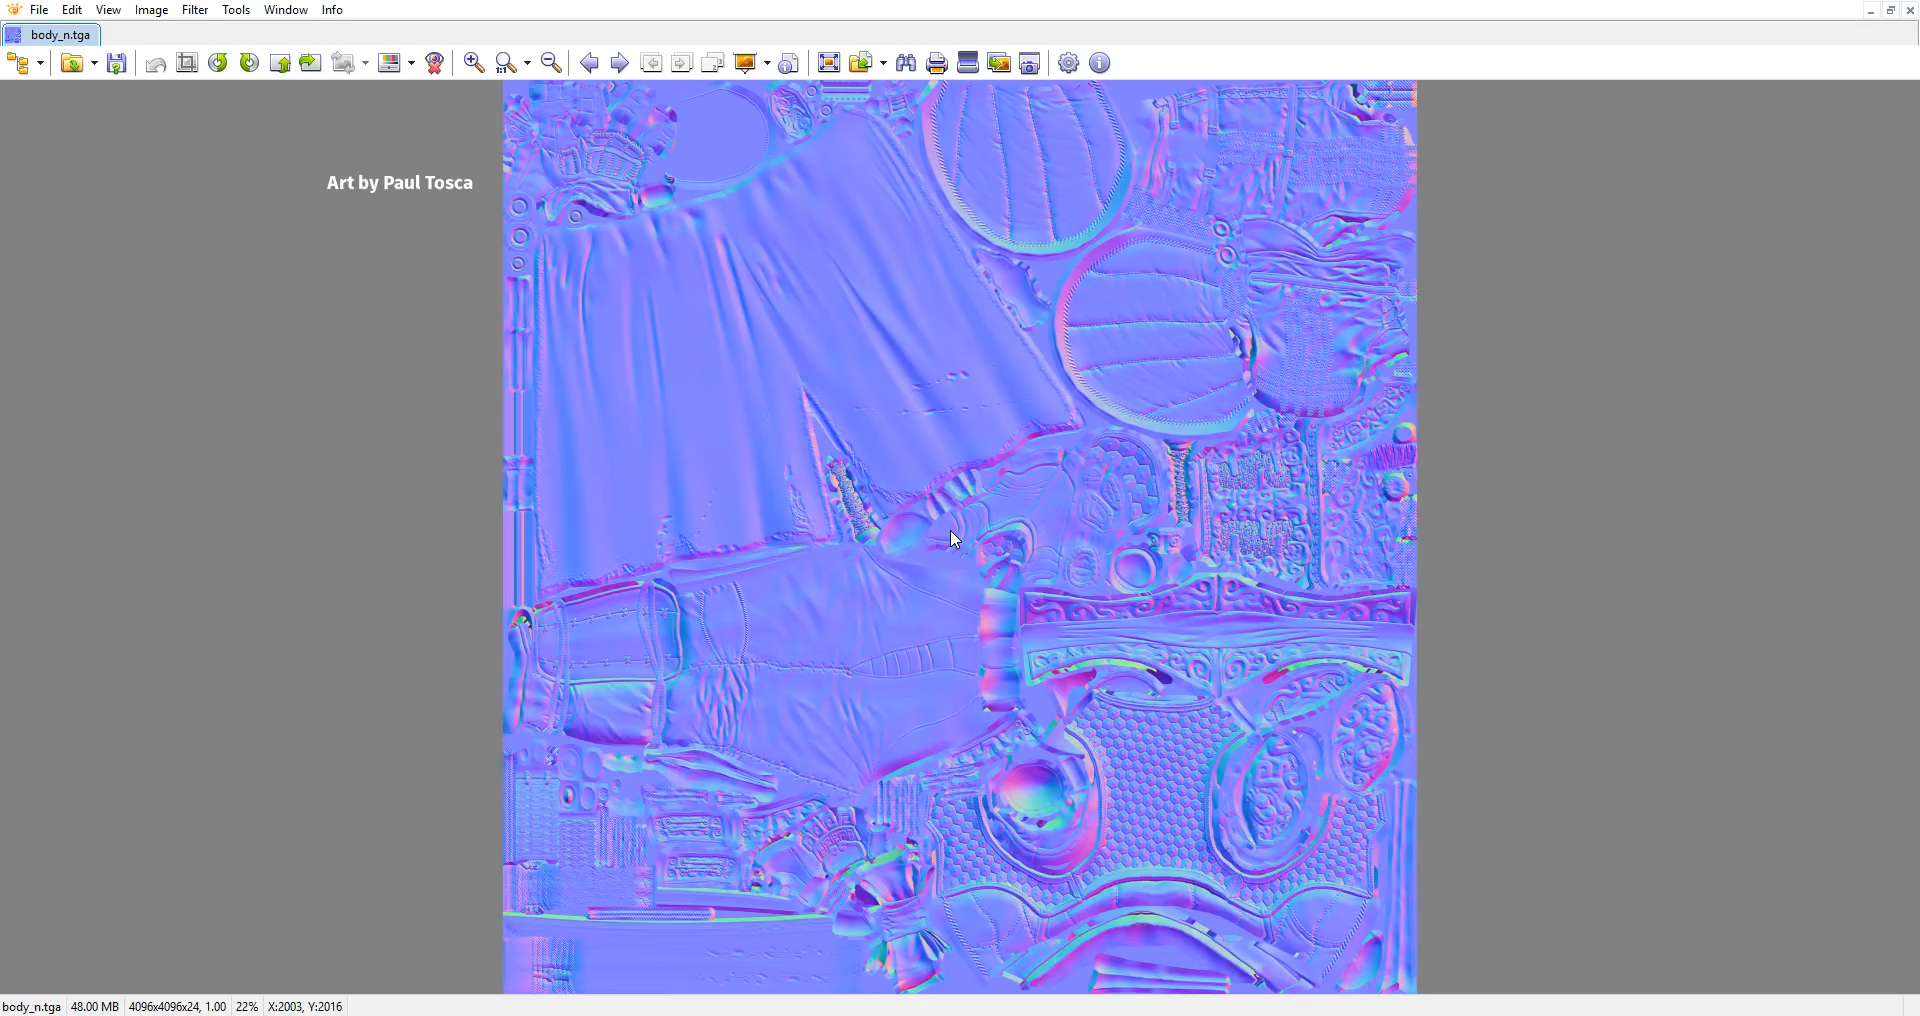 File Edit View Image Filter Tools Window Info
body_n.tga
Art by Paul Tosca
body_n.tga 48.00 MB 4096x4096x24, 1.00 22% X:2003, Y:2016